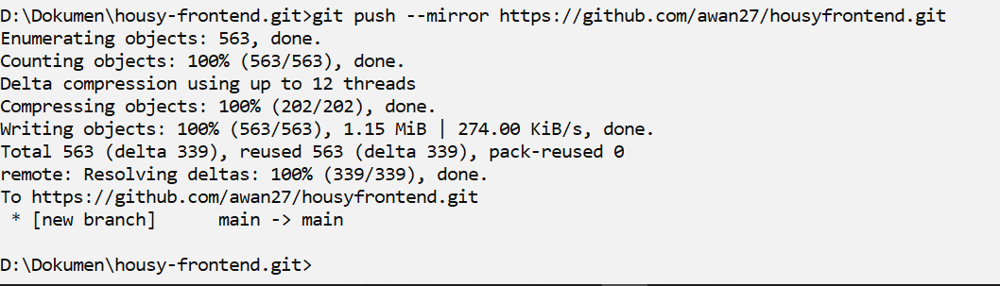 D:\Dokumen\housy-frontend.git>git push --mirror https://github.com/awan27/housyfrontend.git
Enumerating objects: 563, done.
Counting objects: 100% (563/563), done.
Delta compression using up to 12 threads
Compressing objects: 100% (202/202), done.
Writing objects: 100% (563/563), 1.15 MiB | 274.00 KiB/s, done.
Total 563 (delta 339), reused 563 (delta 339), pack-reused 0
remote: Resolving deltas: 100% (339/339), done.
To https://github.com/awan27/housyfrontend.git
 * [new branch]      main -> main
D:\Dokumen\housy-frontend.git>